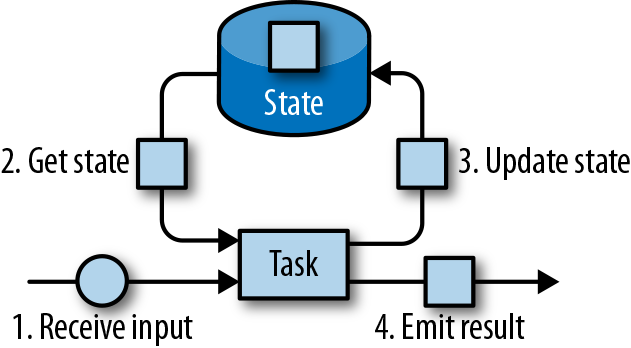 State
2. Get state
3. Update state
Task
1. Receive input
4. Emit result